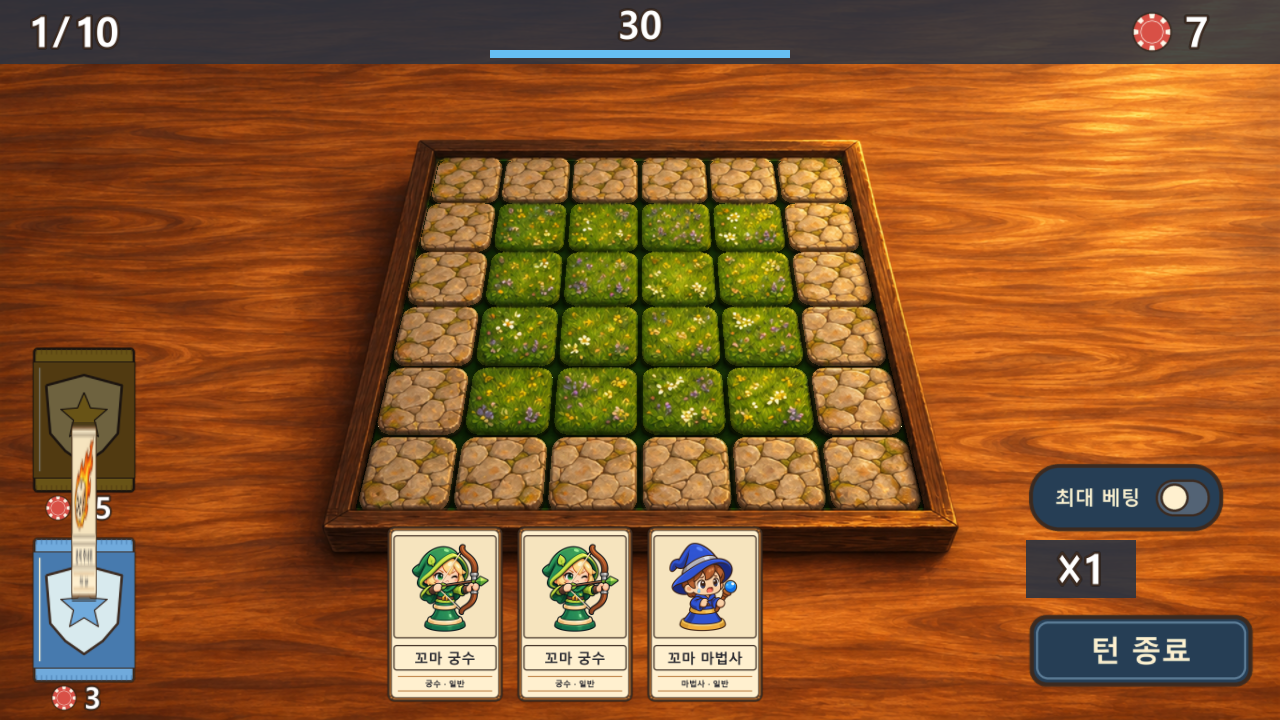 1/10
30
7
5
3
꼬마 궁수
궁수 · 일반
꼬마 궁수
궁수 · 일반
꼬마 마법사
마법사 · 일반
최대 베팅
X1
턴 종료